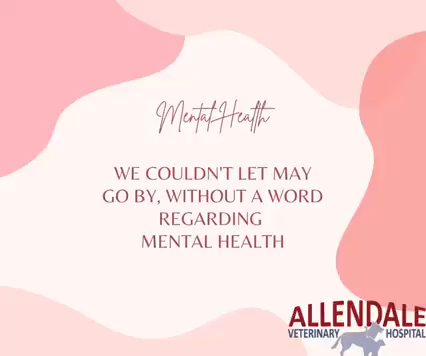 Mental Health
WE COULDN'T LET MAY
GO BY, WITHOUT A WORD
REGARDING
MENTAL HEALTH
ALLENDALE
VETERINARY HOSPITAL